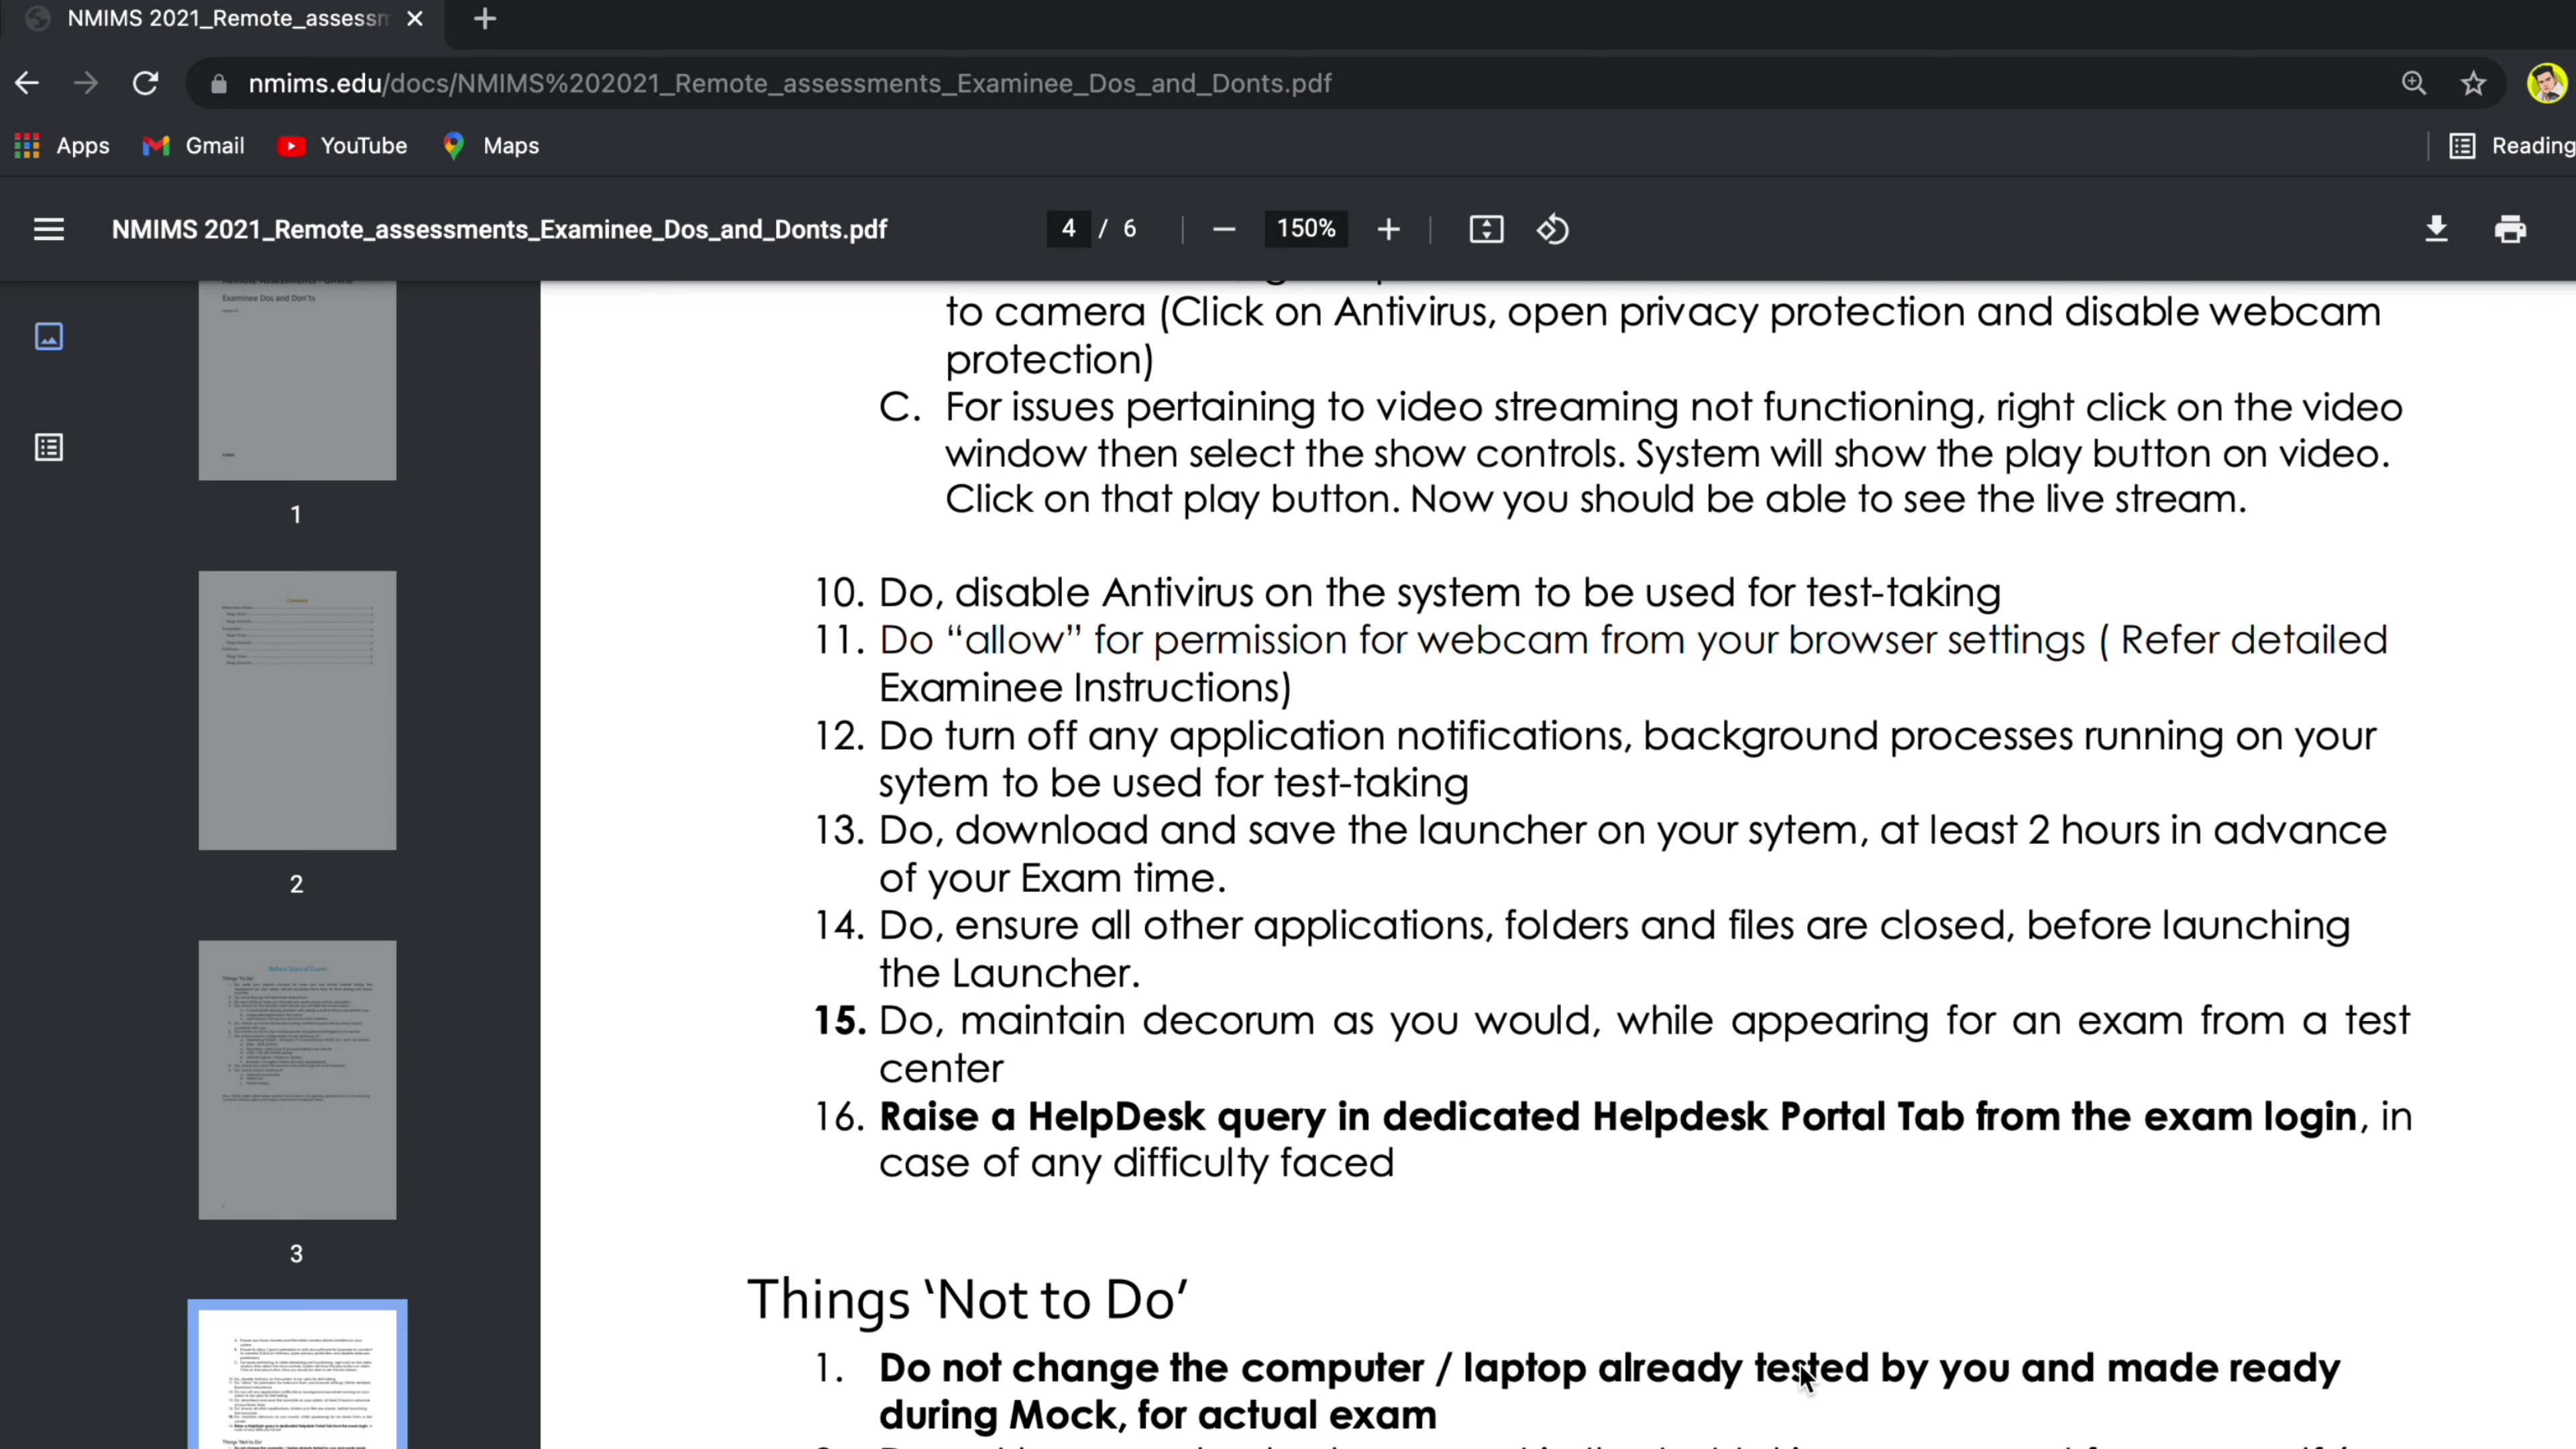 NMIMS 2021_Remote_assessm
nmims.edu/docs/NMIMS%202021_Remote_assessments_Examinee_Dos_and_Donts.pdf
Apps Gmail YouTube Maps Reading
NMIMS 2021_Remote_assessments_Examinee_Dos_and_Donts.pdf 4 / 6 150%
Examinee Dos and Don'ts
1
Contents
2
Before Start of Exam
3
to camera (Click on Antivirus, open privacy protection and disable webcam
protection)
C. For issues pertaining to video streaming not functioning, right click on the video
window then select the show controls. System will show the play button on video.
Click on that play button. Now you should be able to see the live stream.
10. Do, disable Antivirus on the system to be used for test-taking
11. Do “allow” for permission for webcam from your browser settings ( Refer detailed
Examinee Instructions)
12. Do turn off any application notifications, background processes running on your
sytem to be used for test-taking
13. Do, download and save the launcher on your sytem, at least 2 hours in advance
of your Exam time.
14. Do, ensure all other applications, folders and files are closed, before launching
the Launcher.
15. Do, maintain decorum as you would, while appearing for an exam from a test
center
16. Raise a HelpDesk query in dedicated Helpdesk Portal Tab from the exam login, in
case of any difficulty faced
Things ‘Not to Do’
1. Do not change the computer / laptop already tested by you and made ready
during Mock, for actual exam